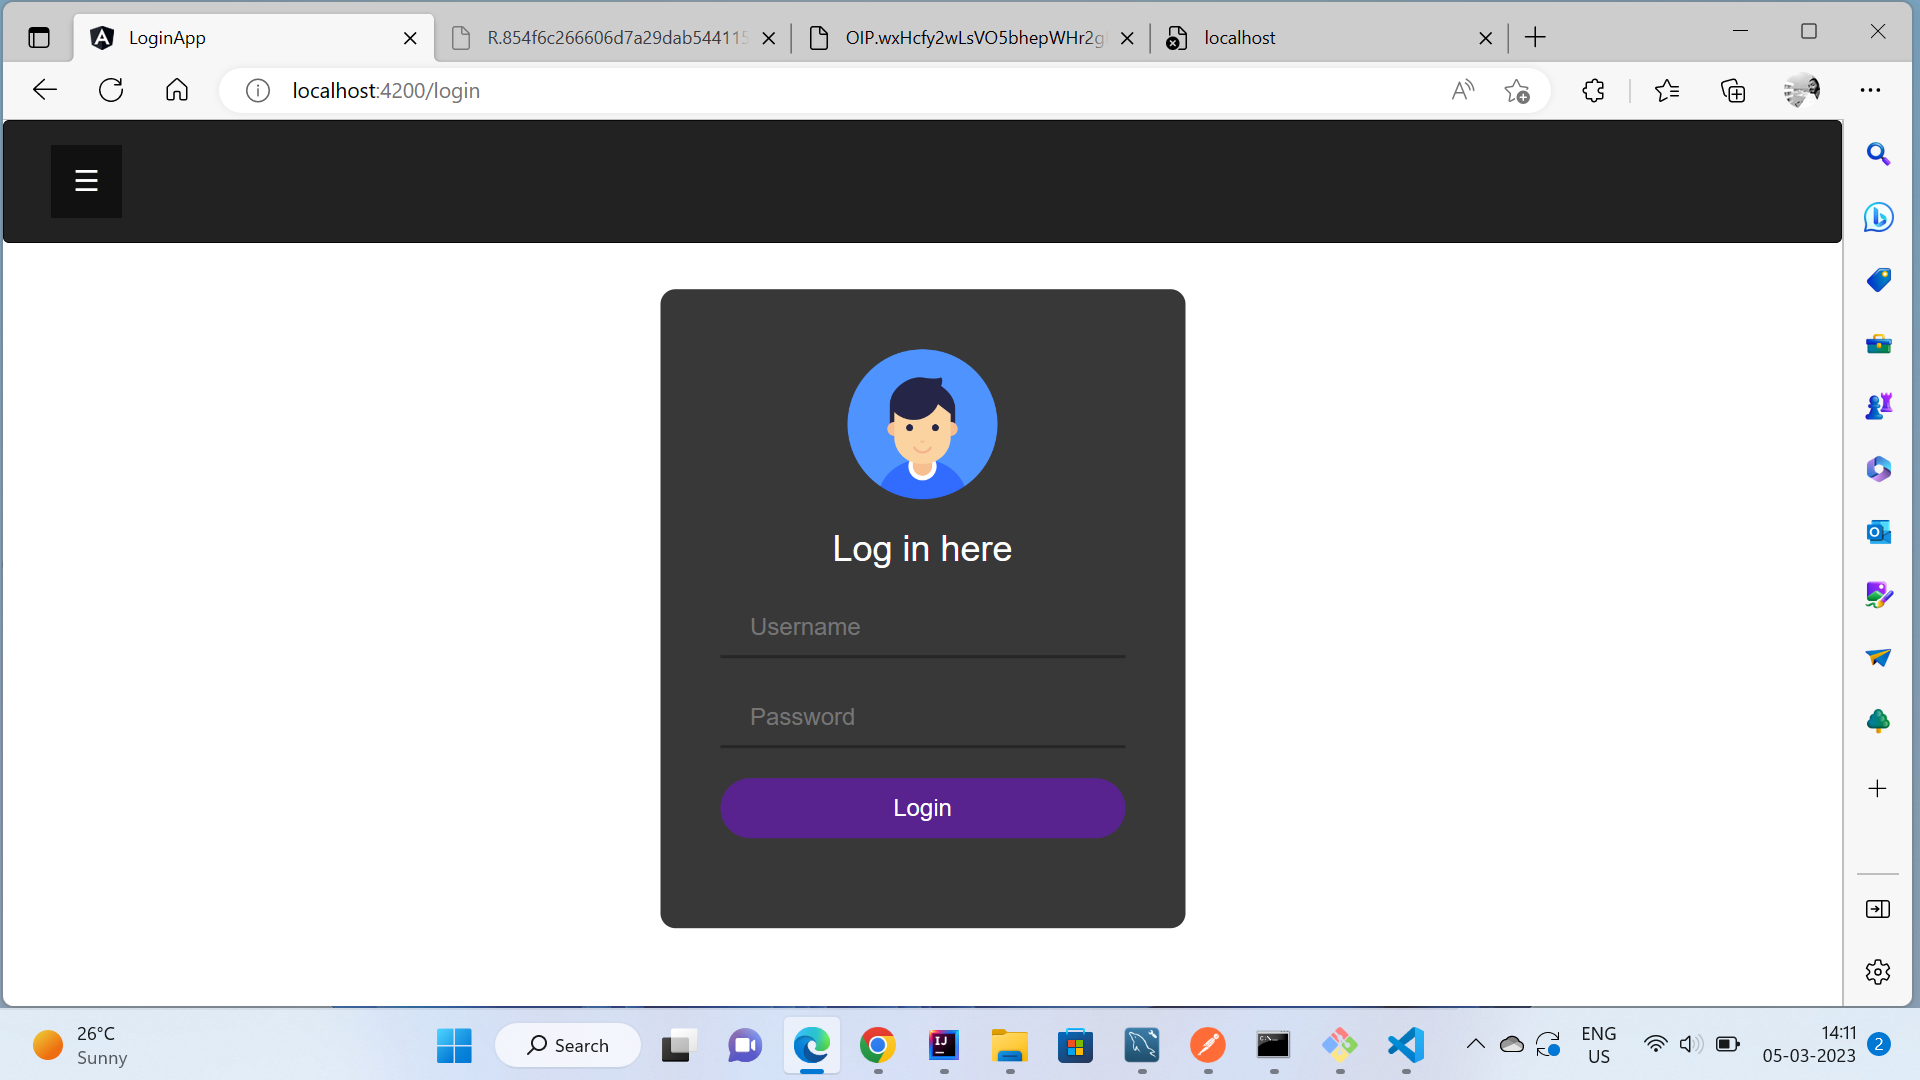 LoginApp
R.854f6c266606d7a29dab544115
OIP.wxHcfy2wLsVO5bhepWHr2g
localhost
localhost:4200/login
Log in here
Username
Password
Login
26°C
Sunny
Search
ENG
US
14:11
05-03-2023
2